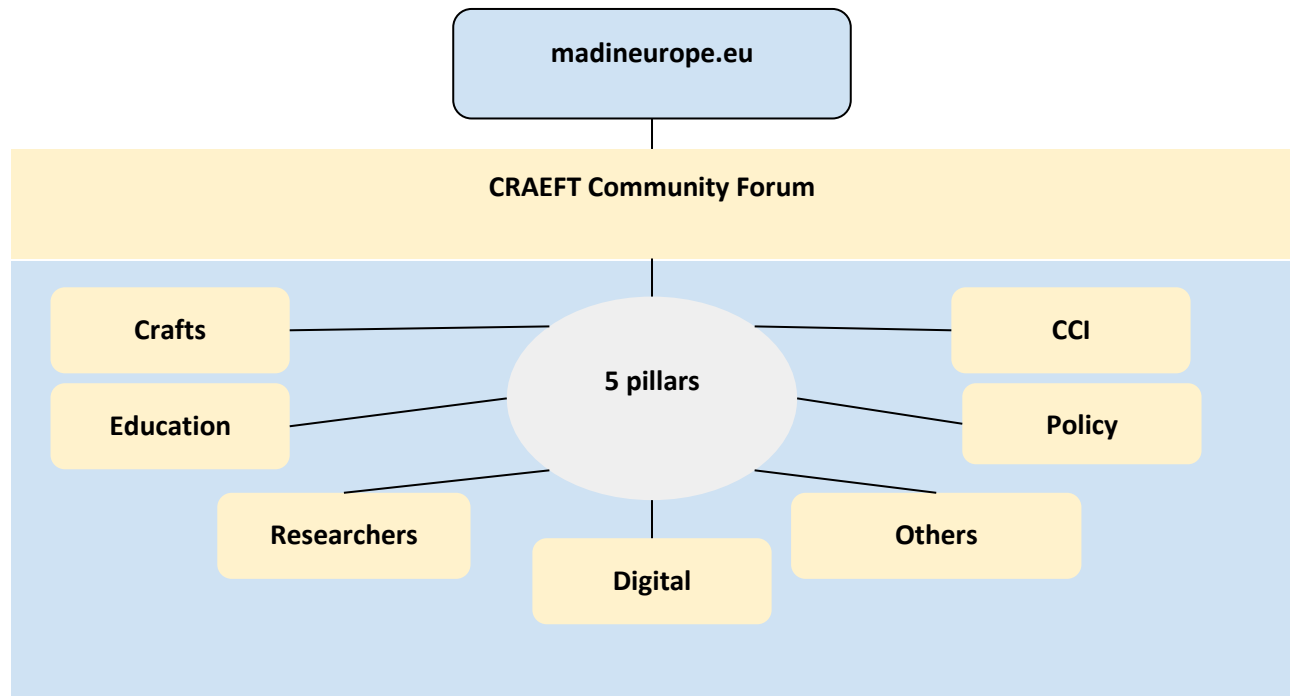 madineurope.eu
CRAEFT Community Forum
Crafts
CCI
5 pillars
Education
Policy
Researchers
Others
Digital